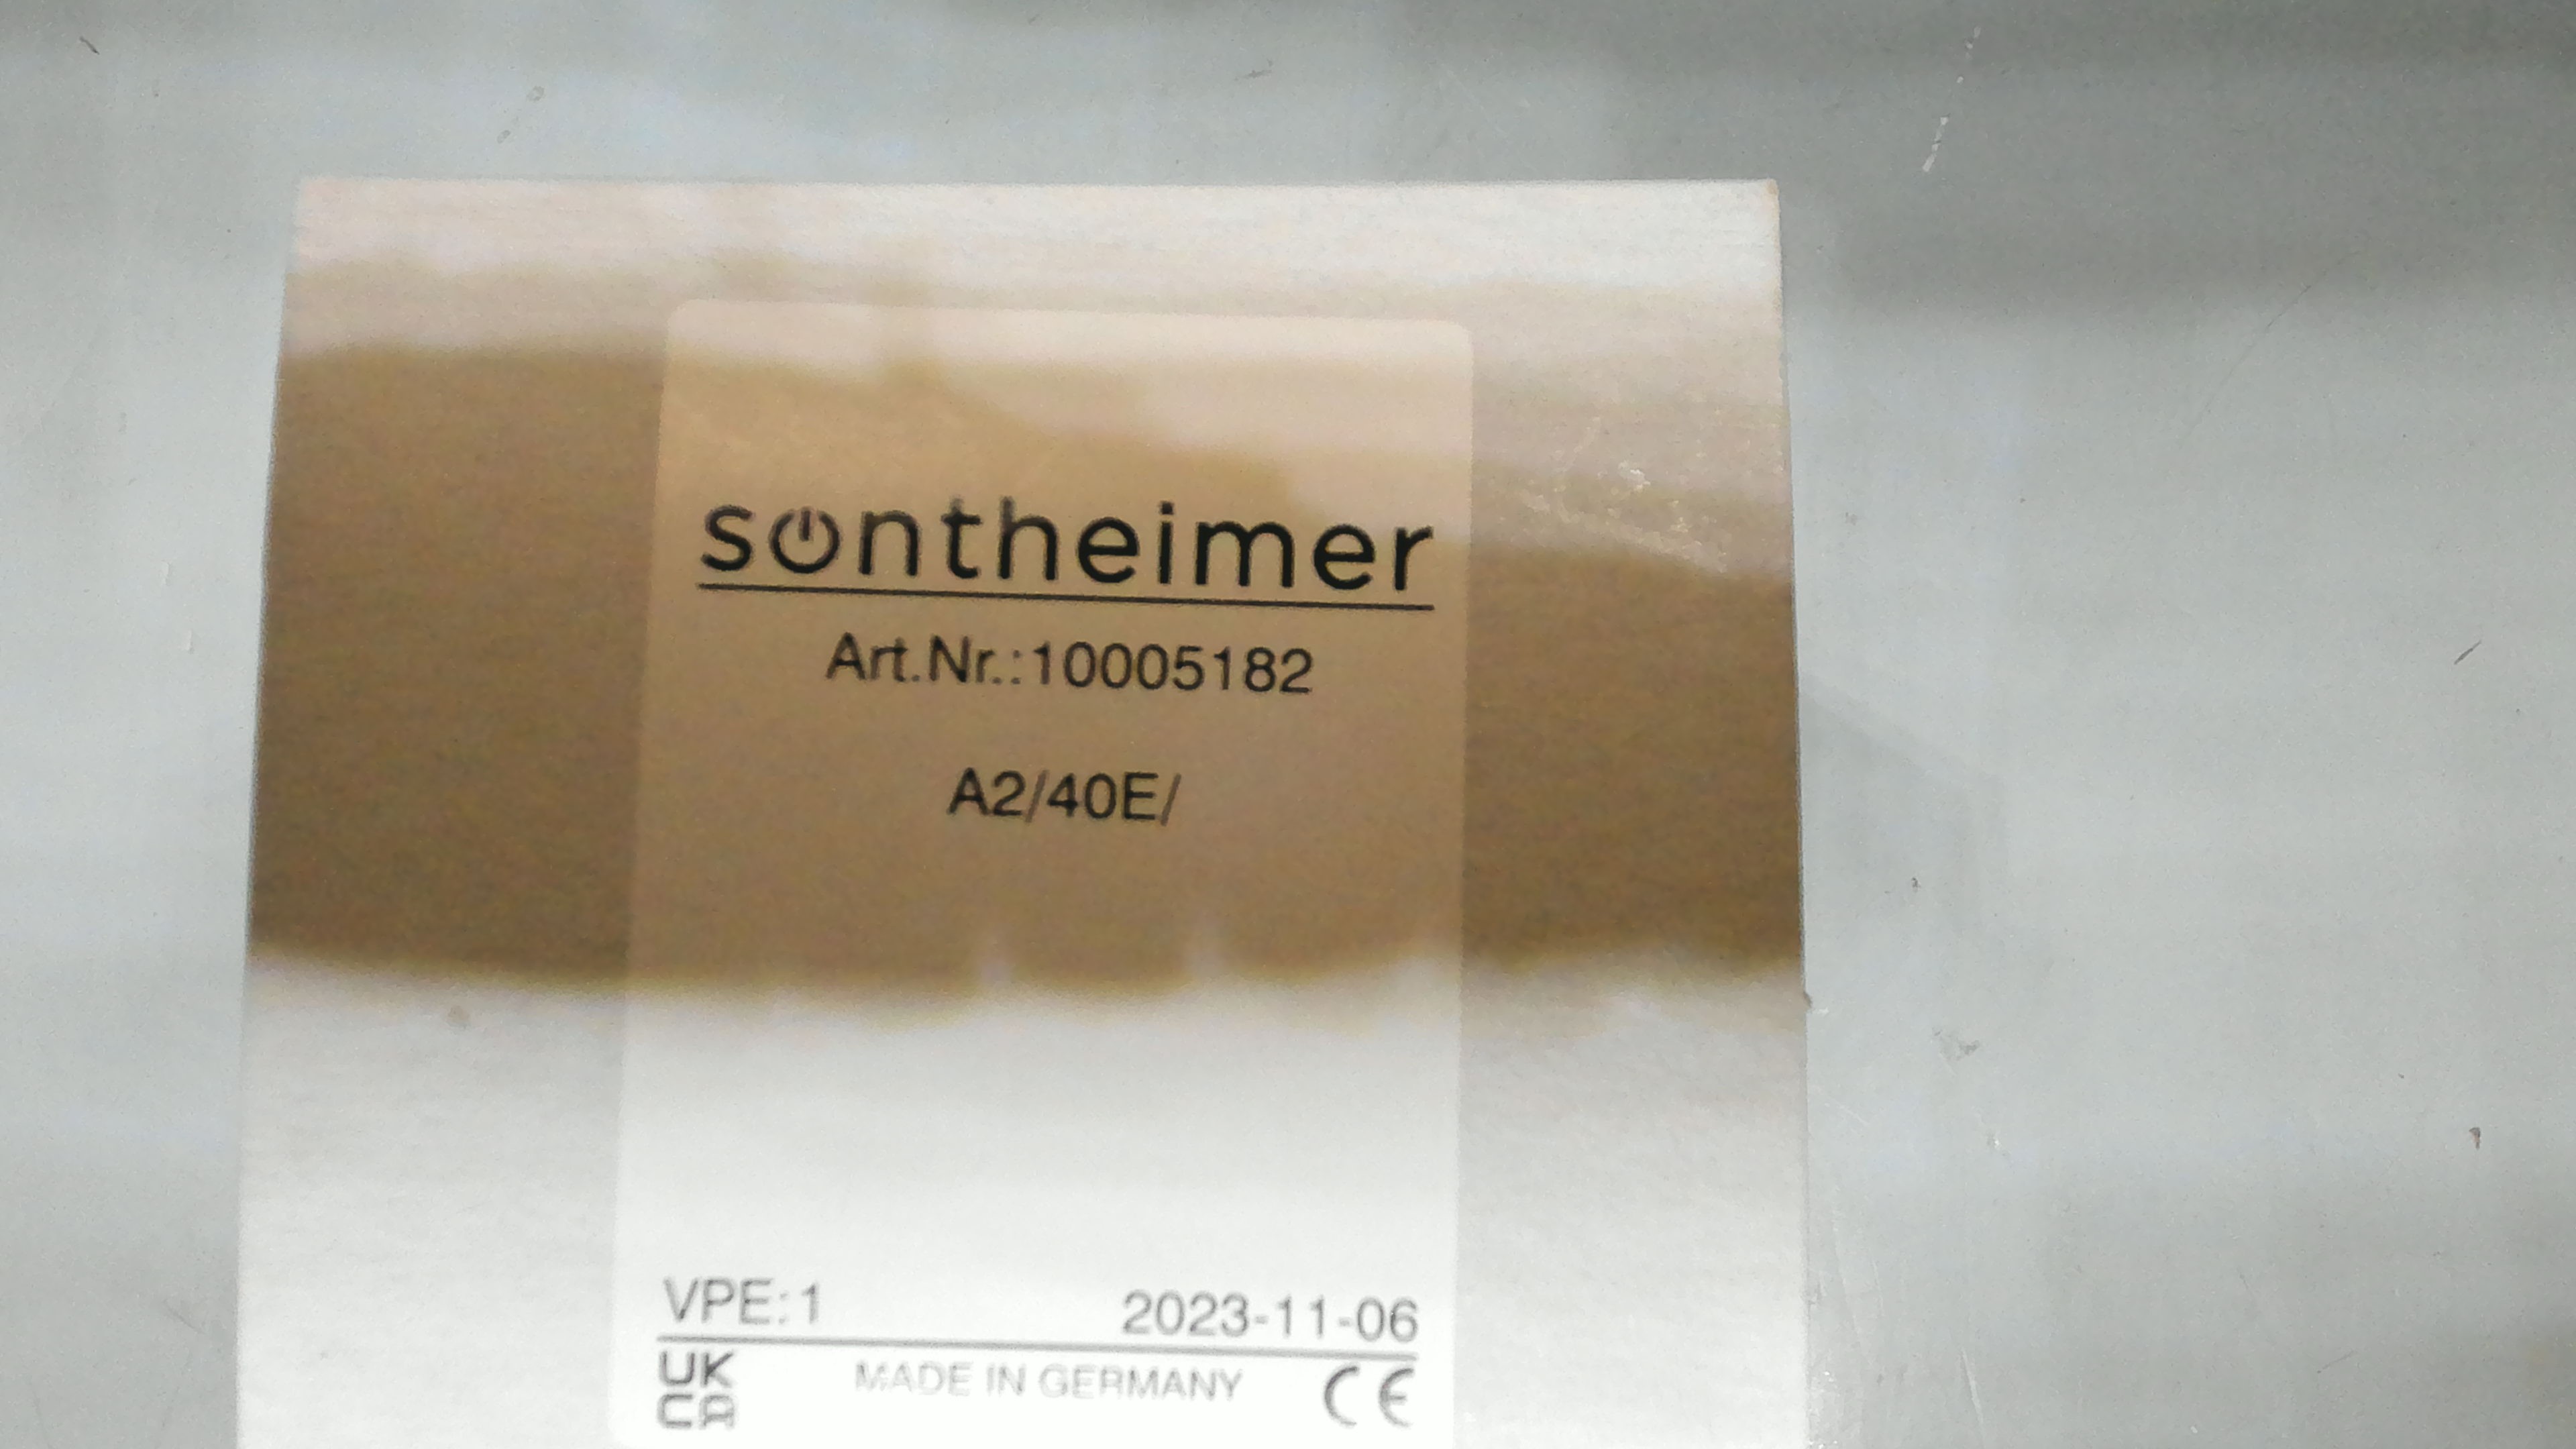 sontheimer
Art.Nr.:10005182
A2/40E/
VPE:1 2023-11-06
UK CA MADE IN GERMANY CE